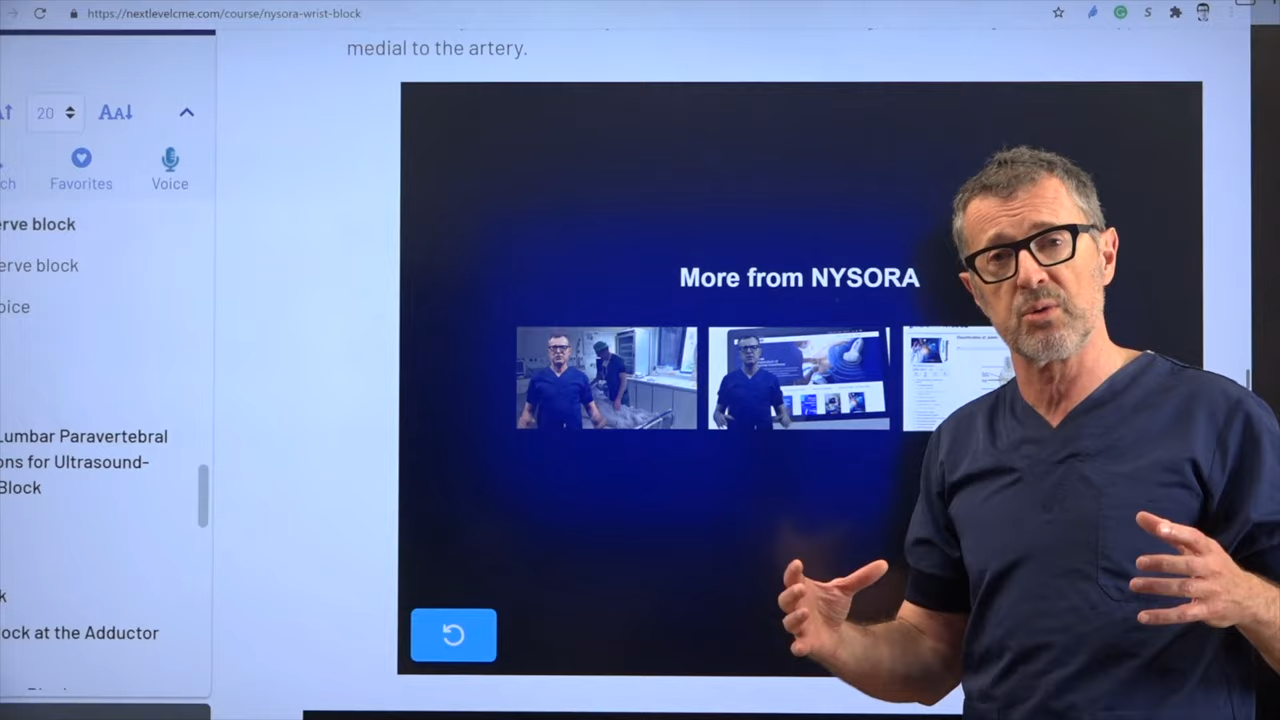 https://nextlevelcme.com/course/nysora-wrist-block
medial to the artery.
20
AA
ch
Favorites
Voice
rve block
erve block
oice
Lumbar Paravertebral
ons for Ultrasound-
Block
k
ock at the Adductor
More from NYSORA